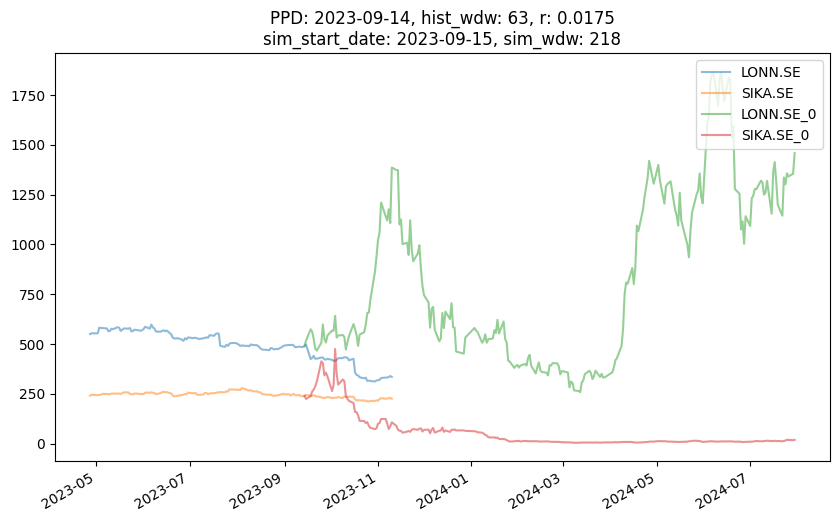 PPD: 2023-09-14, hist_wdw: 63, r: 0.0175
sim_start_date: 2023-09-15, sim_wdw: 218
LONN.SE
SIKA.SE
LONN.SE_0
SIKA.SE_0
1750
1500
1250
1000
750
500
250
0
2023-05
2023-07
2023-09
2023-11
2024-01
2024-03
2024-05
2024-07